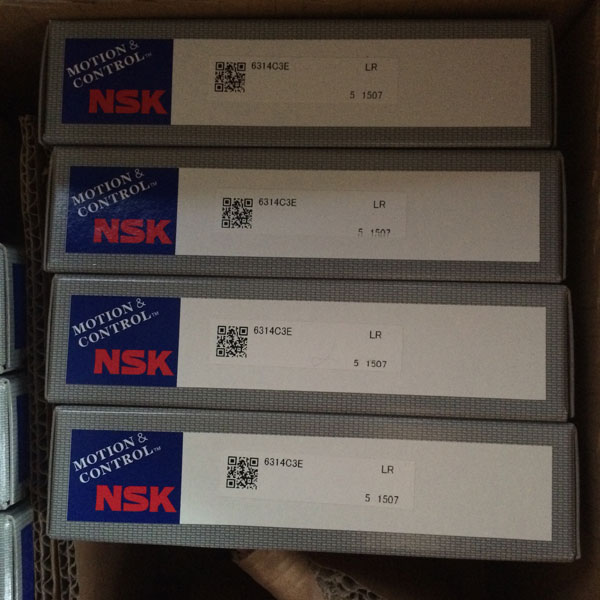 MOTION &
CONTROL™
NSK
6314C3E LR
5 1507
MOTION &
CONTROL™
NSK
6314C3E LR
5 1507
MOTION &
CONTROL™
NSK
6314C3E LR
5 1507
MOTION &
CONTROL™
NSK
6314C3E LR
5 1507